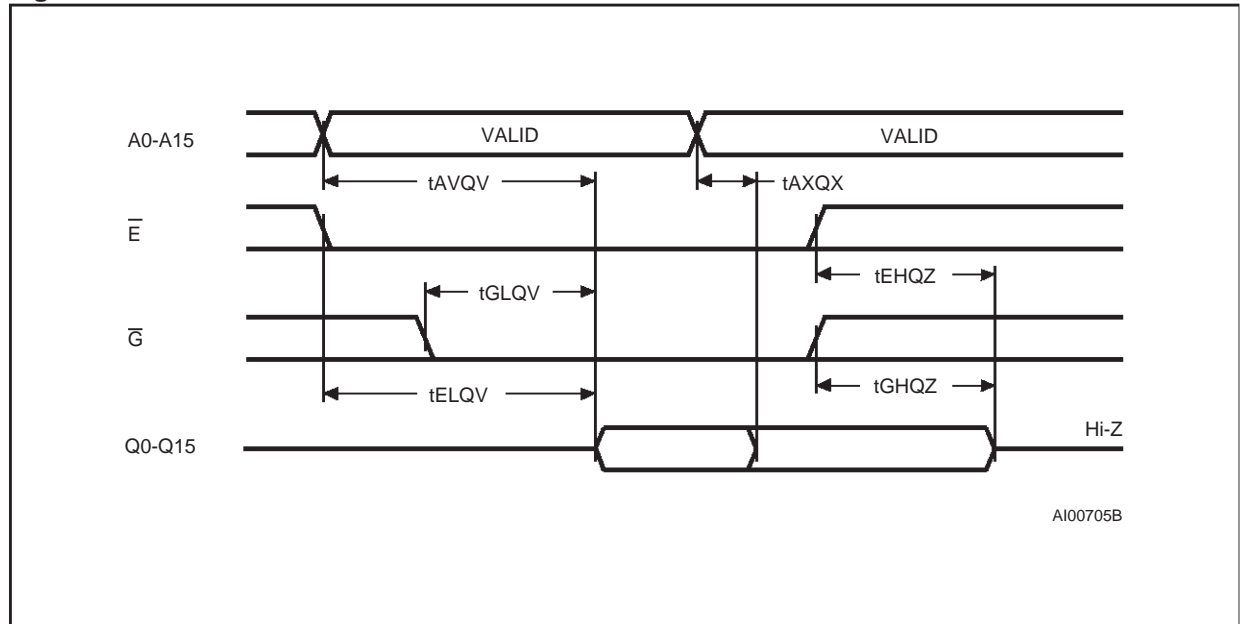 A0-A15
VALID
VALID
tAVQV
tAXQX
E̅
tEHQZ
tGLQV
G̅
tGHQZ
tELQV
Q0-Q15
Hi-Z
AI00705B